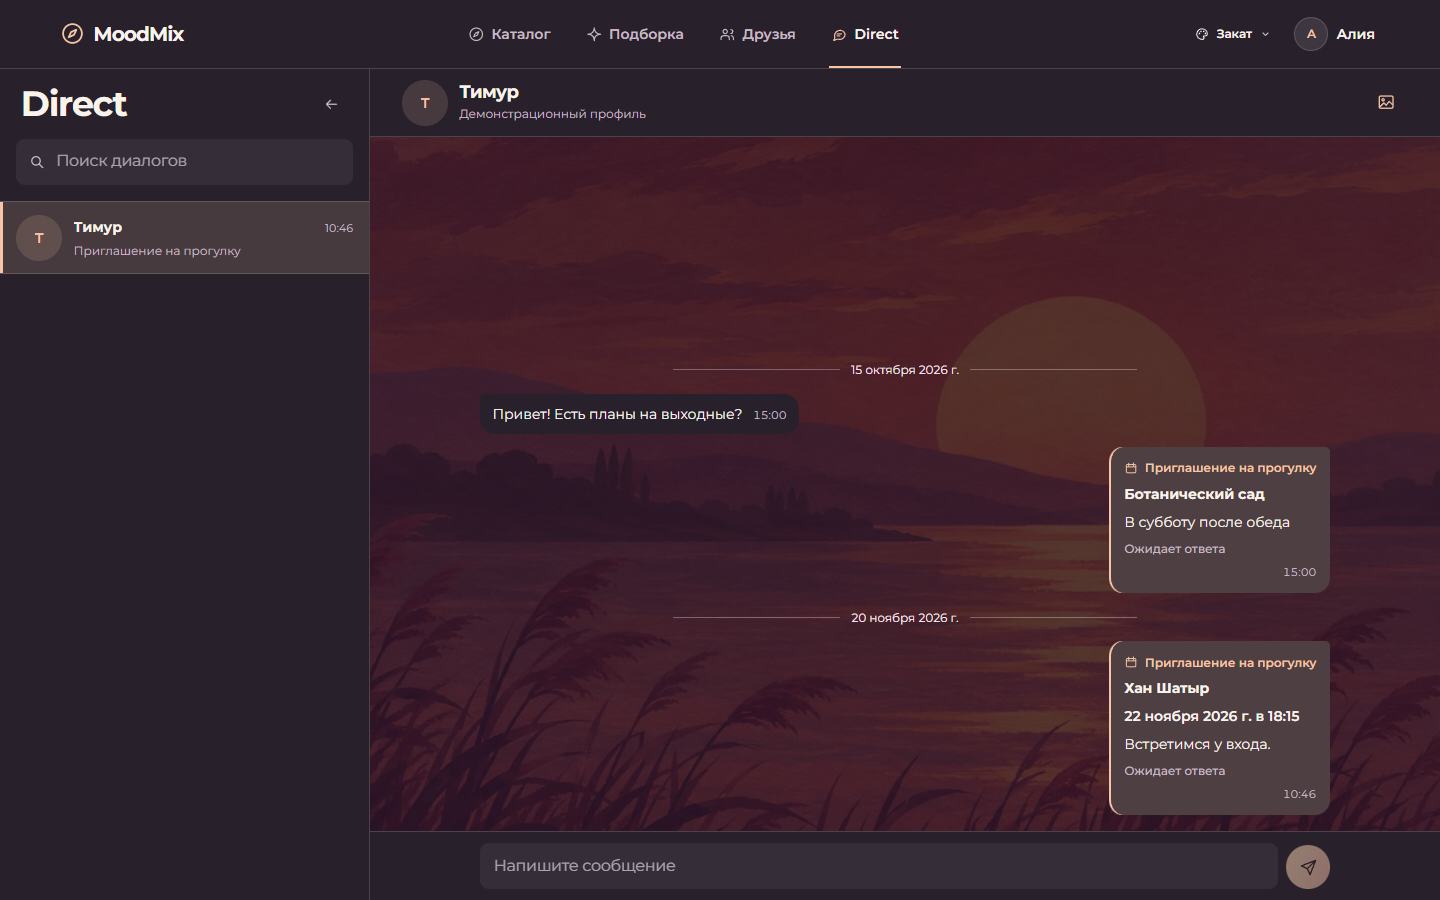 MoodMix
Каталог
Подборка
Друзья
Direct
Закат
А
Алия
Direct
Поиск диалогов
Т
Тимур
10:46
Приглашение на прогулку
Т
Тимур
Демонстрационный профиль
15 октября 2026 г.
Привет! Есть планы на выходные? 15:00
Приглашение на прогулку
Ботанический сад
В субботу после обеда
Ожидает ответа
15:00
20 ноября 2026 г.
Приглашение на прогулку
Хан Шатыр
22 ноября 2026 г. в 18:15
Встретимся у входа.
Ожидает ответа
10:46
Напишите сообщение